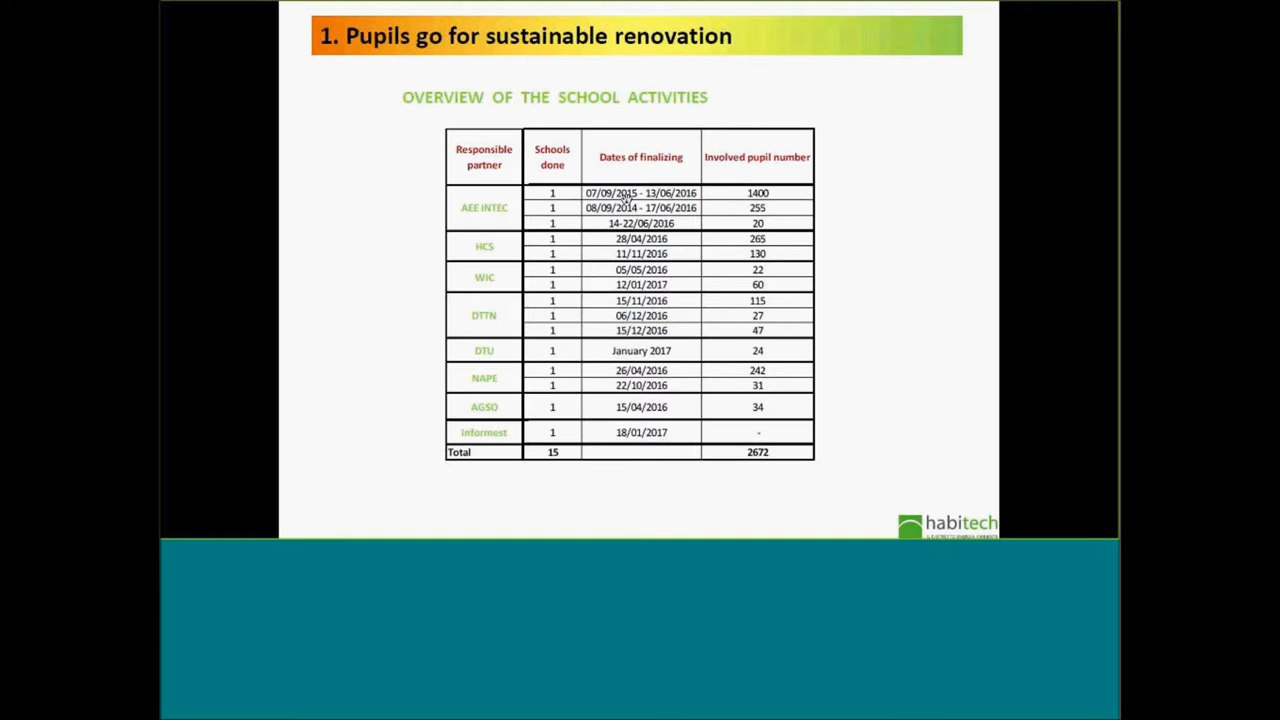 1. Pupils go for sustainable renovation
OVERVIEW OF THE SCHOOL ACTIVITIES
Responsible partner Schools done Dates of finalizing Involved pupil number
AEE INTEC 1 07/09/2015 - 13/06/2016 1400
1 08/09/2014 - 17/06/2016 255
1 14-22/06/2016 20
HCS 1 28/04/2016 265
1 11/11/2016 130
WIC 1 05/05/2016 22
1 12/01/2017 60
DTTN 1 15/11/2016 115
1 06/12/2016 27
1 15/12/2016 47
DTU 1 January 2017 24
NAPE 1 26/04/2016 242
1 22/10/2016 31
AGSO 1 15/04/2016 34
Informest 1 18/01/2017 -
Total 15 2672
habitech